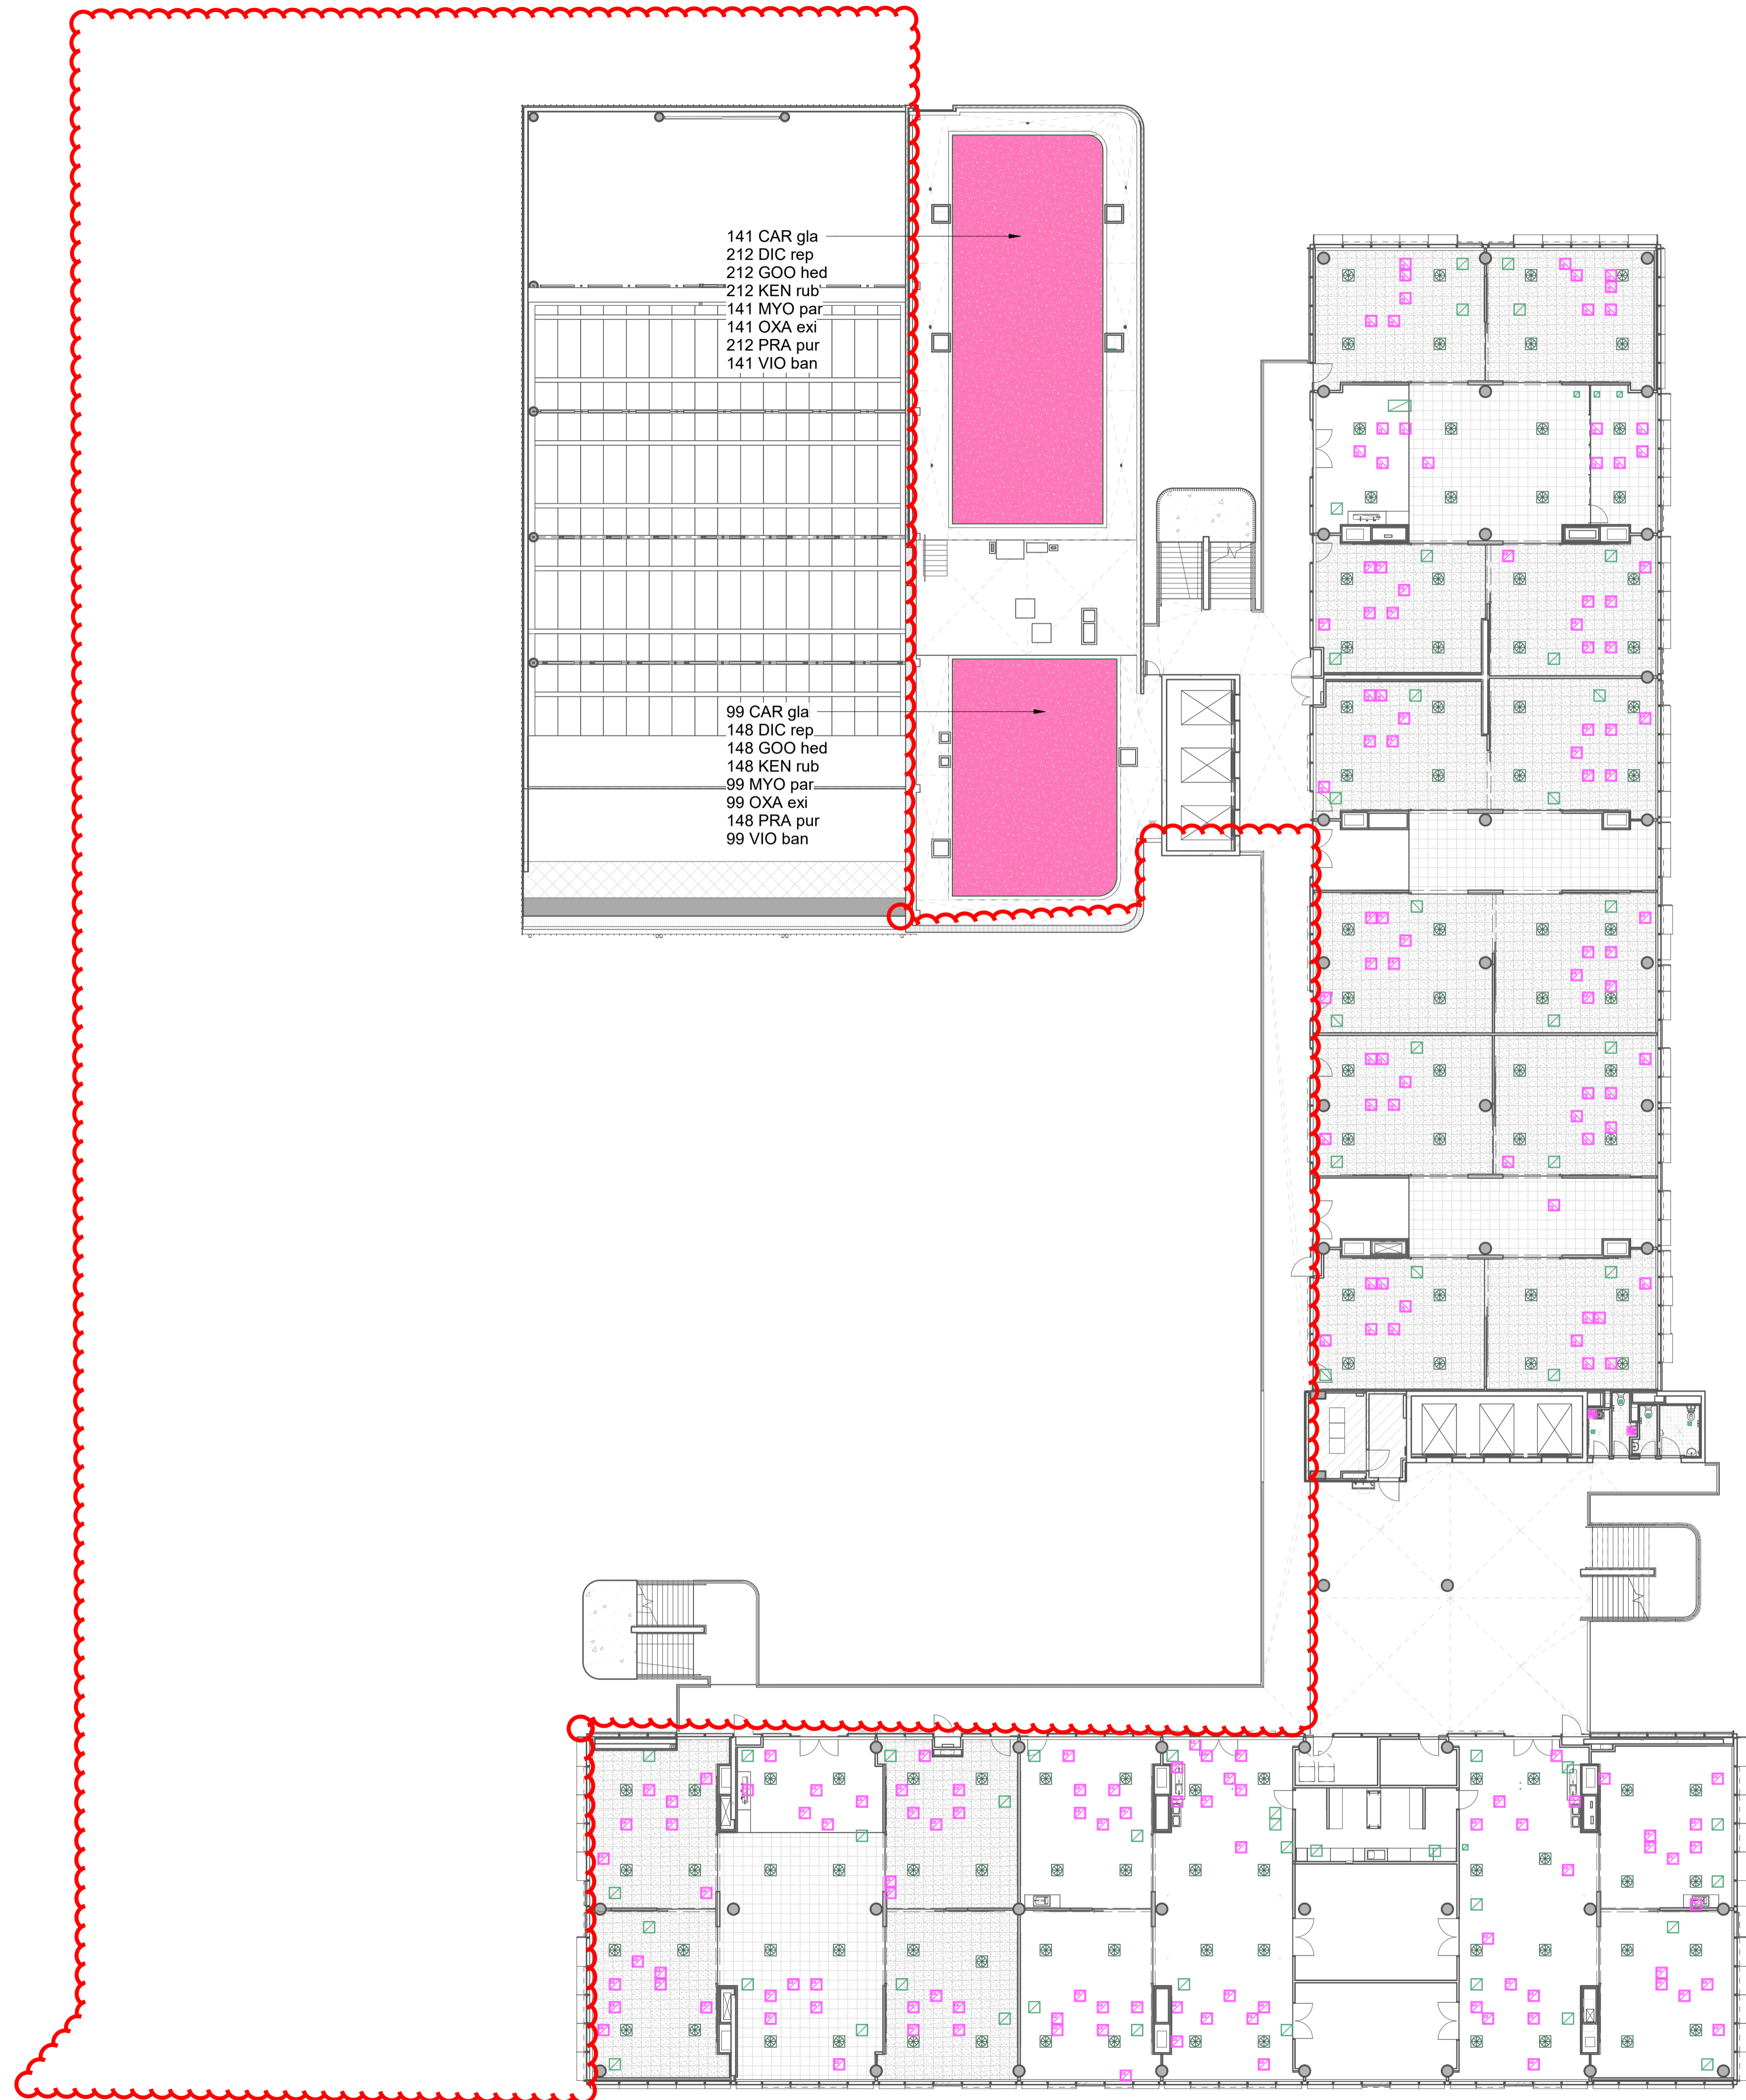 141 CAR gla
212 DIC rep
212 GOO hed
212 KEN rub
141 MYO par
141 OXA exi
212 PRA pur
141 VIO ban
99 CAR gla
148 DIC rep
148 GOO hed
148 KEN rub
99 MYO par
99 OXA exi
148 PRA pur
99 VIO ban